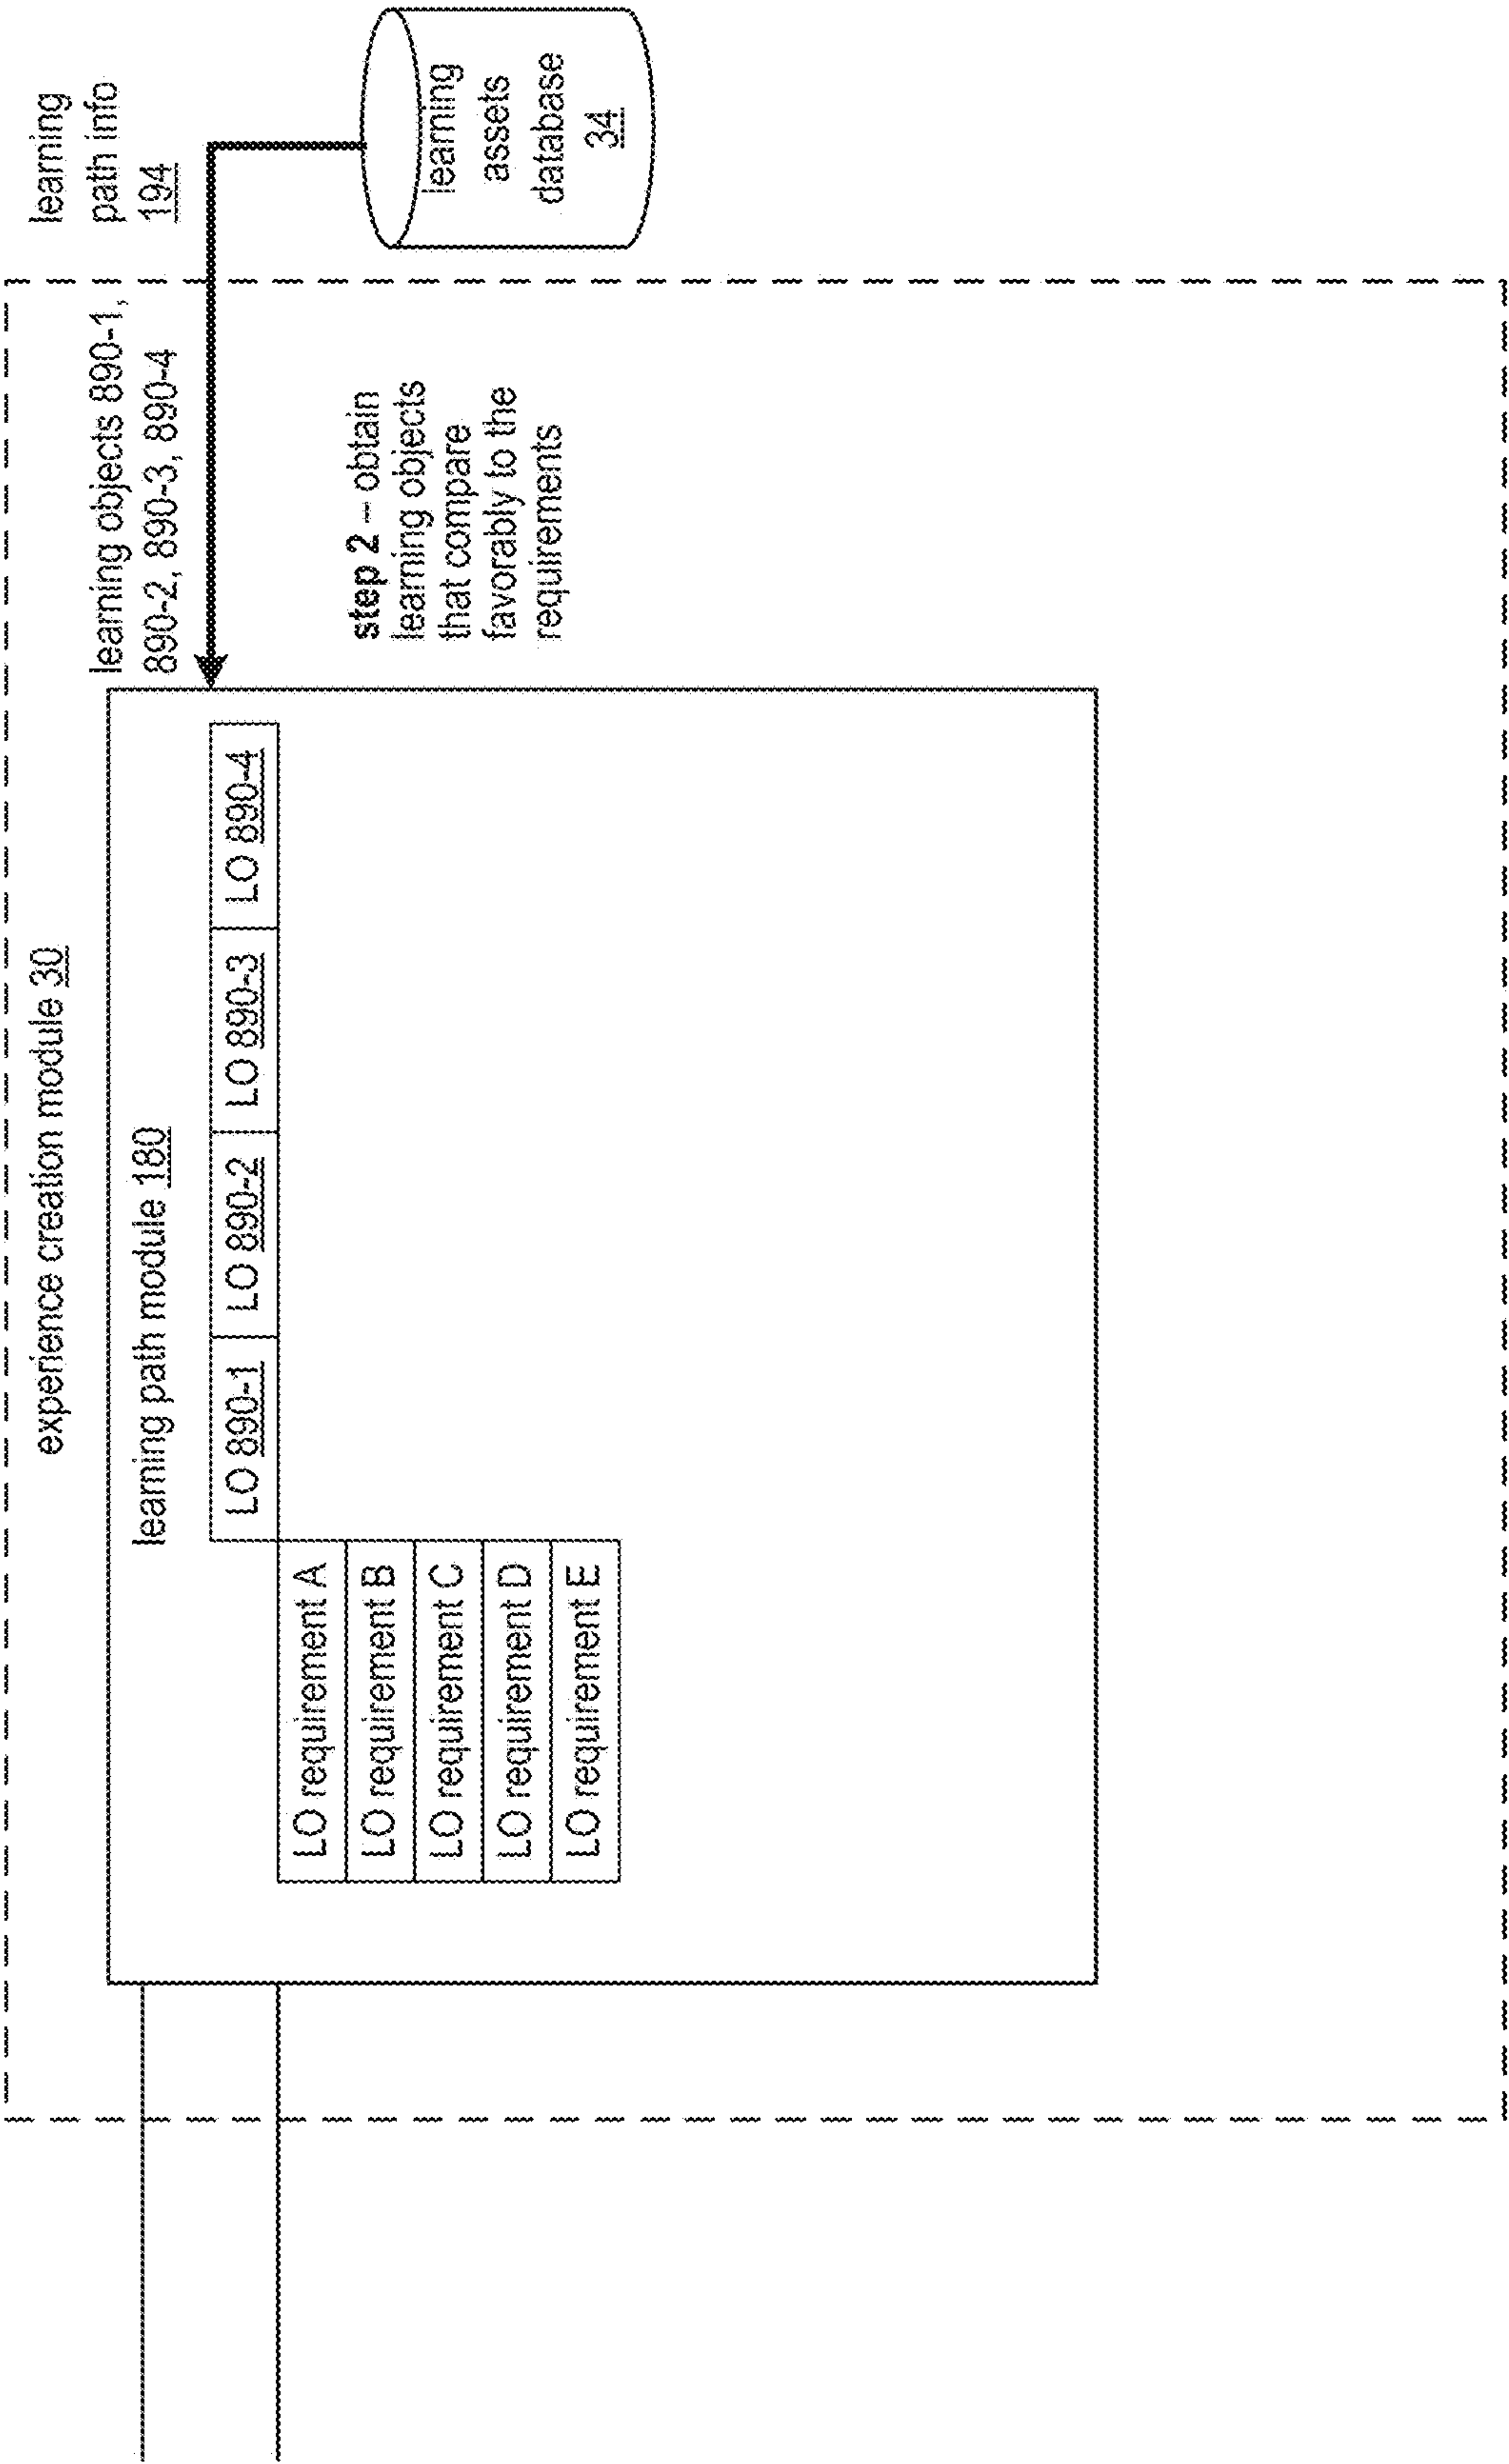 experience creation module 30
learning path module 180
LO 890-1
LO 890-2
LO 890-3
LO 890-4
LO requirement A
LO requirement B
LO requirement C
LO requirement D
LO requirement E
learning objects 890-1,
890-2, 890-3, 890-4
step 2 – obtain
learning objects
that compare
favorably to the
requirements
learning
path info
194
learning
assets
database
34